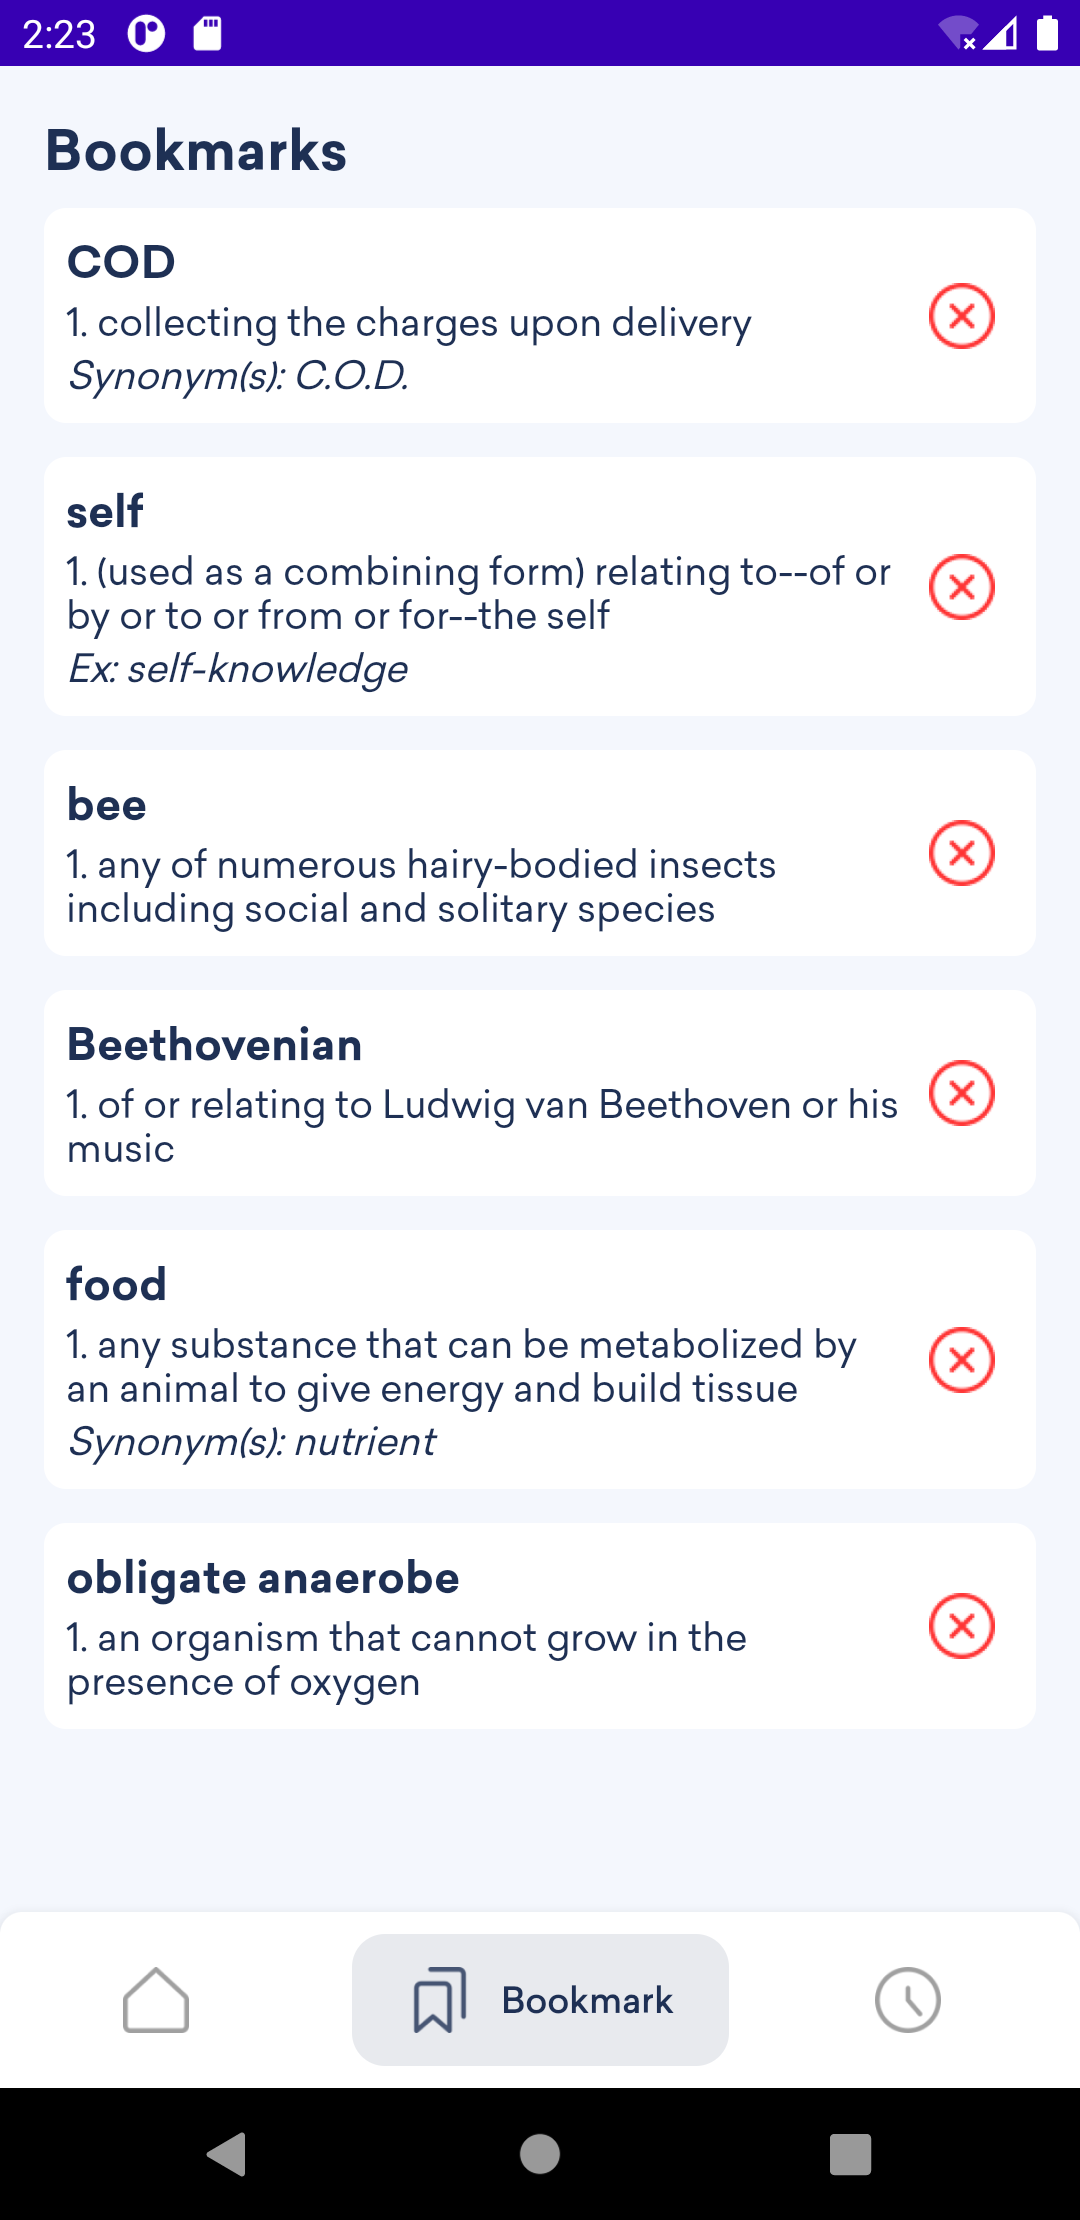 2:23
Bookmarks
COD
1. collecting the charges upon delivery
Synonym(s): C.O.D.
self
1. (used as a combining form) relating to--of or
by or to or from or for--the self
Ex: self-knowledge
bee
1. any of numerous hairy-bodied insects
including social and solitary species
Beethovenian
1. of or relating to Ludwig van Beethoven or his
music
food
1. any substance that can be metabolized by
an animal to give energy and build tissue
Synonym(s): nutrient
obligate anaerobe
1. an organism that cannot grow in the
presence of oxygen
Bookmark